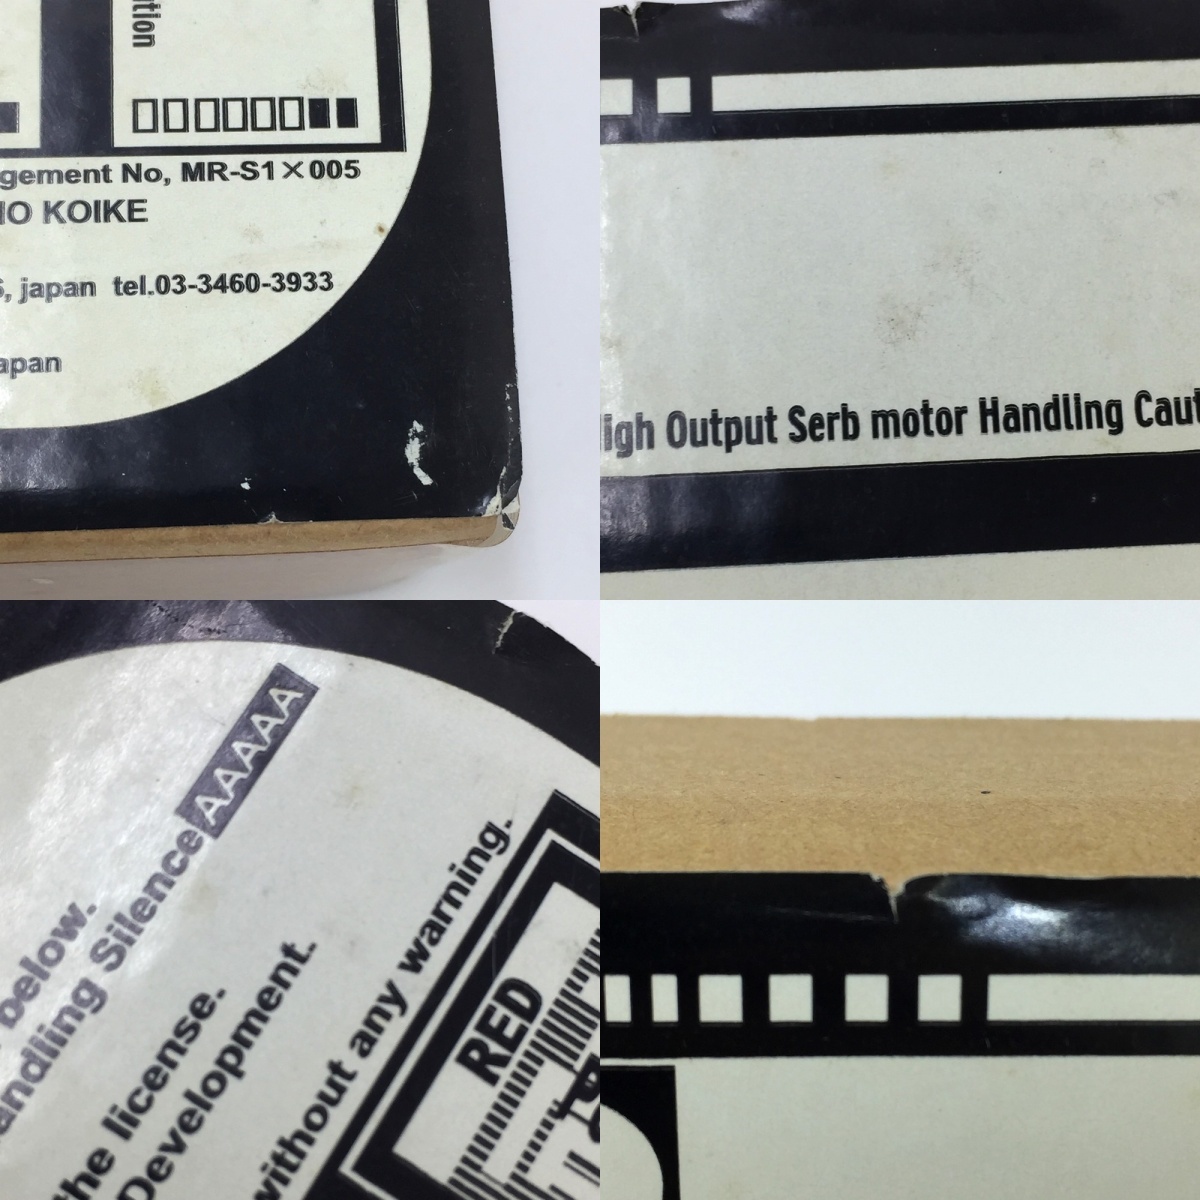 tion
gement No, MR-S1×005
IO KOIKE
, japan tel.03-3460-3933
apan
igh Output Serb motor Handling Caut
AAAAA
below.
andling Silence
the license.
Development.
without any warning.
RED